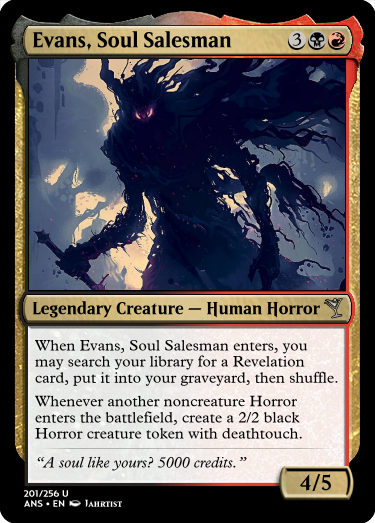 Evans, Soul Salesman 3
Legendary Creature — Human Horror
When Evans, Soul Salesman enters, you
may search your library for a Revelation
card, put it into your graveyard, then shuffle.
Whenever another noncreature Horror
enters the battlefield, create a 2/2 black
Horror creature token with deathtouch.
“A soul like yours? 5000 credits.”
4/5
201/256 U
ANS • EN Iahrtist